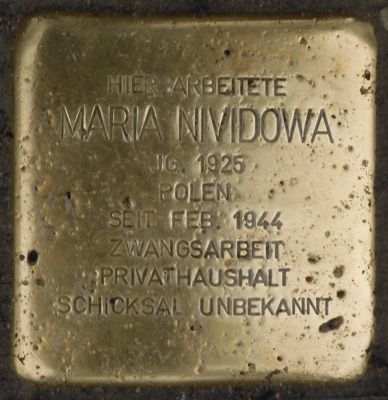 HIER ARBEITETE
MARIA NIVIDOWA
JG. 1925
POLEN
SEIT FEB. 1944
ZWANGSARBEIT
PRIVATHAUSHALT
SCHICKSAL UNBEKANNT